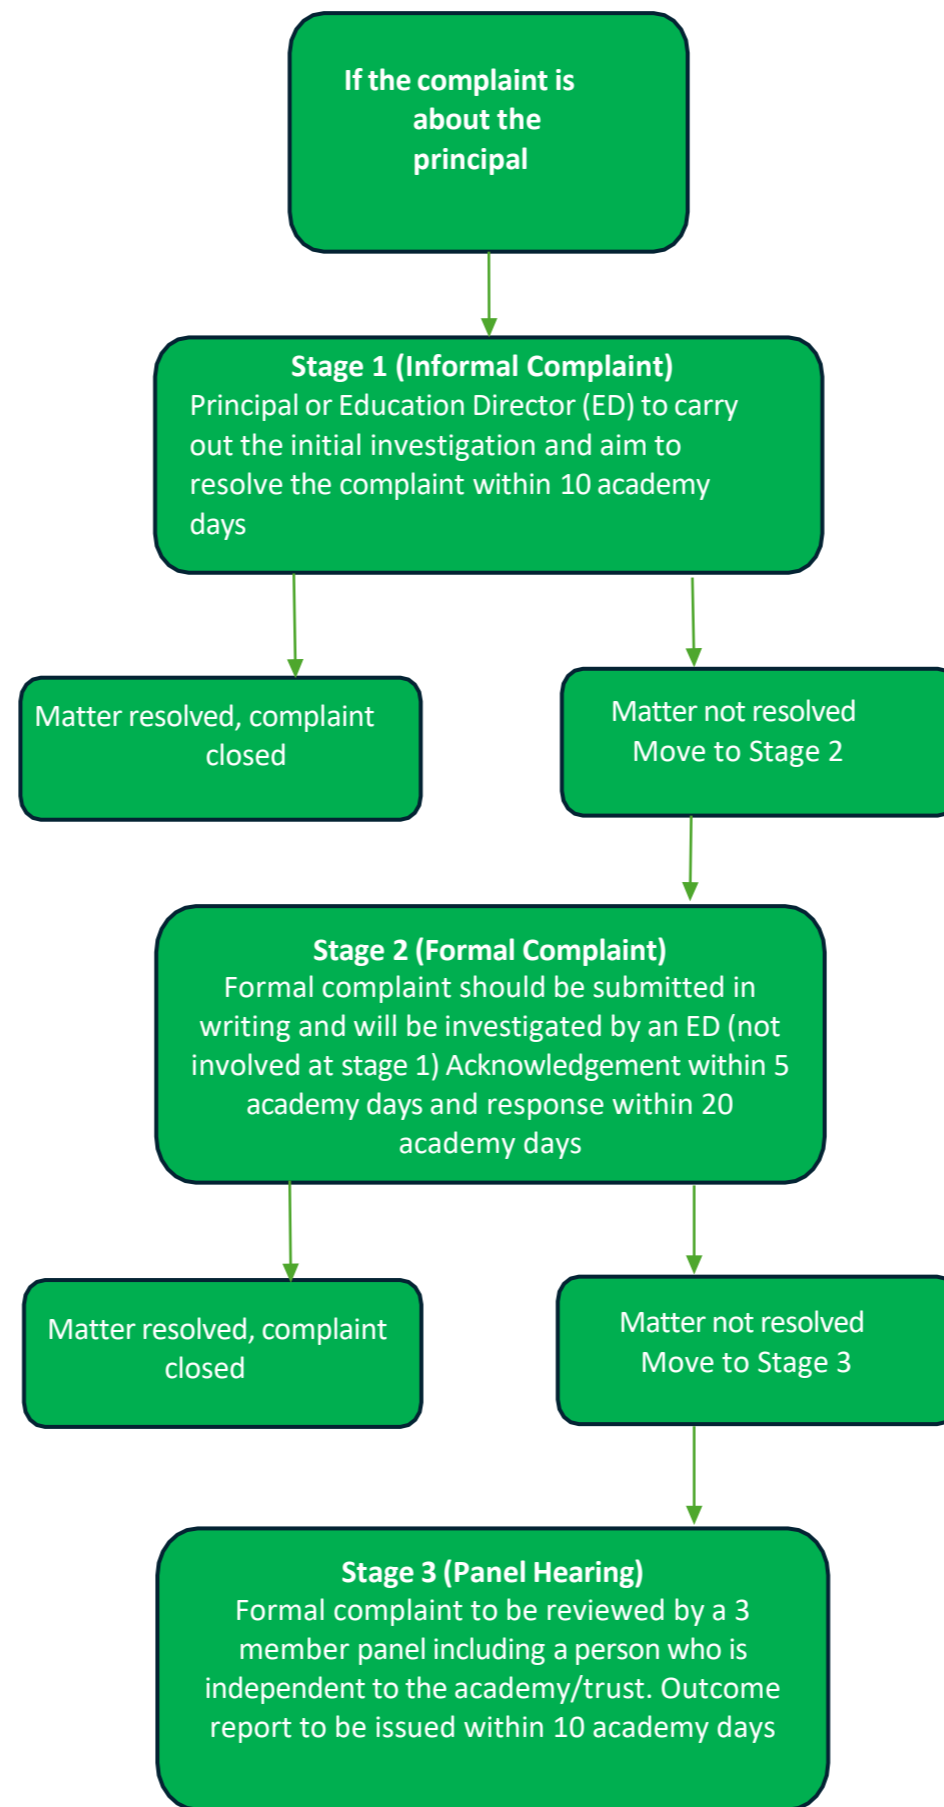 If the complaint is
about the
principal
Stage 1 (Informal Complaint)
Principal or Education Director (ED) to carry
out the initial investigation and aim to
resolve the complaint within 10 academy
days
Matter resolved, complaint
closed
Matter not resolved
Move to Stage 2
Stage 2 (Formal Complaint)
Formal complaint should be submitted in
writing and will be investigated by an ED (not
involved at stage 1) Acknowledgement within 5
academy days and response within 20
academy days
Matter resolved, complaint
closed
Matter not resolved
Move to Stage 3
Stage 3 (Panel Hearing)
Formal complaint to be reviewed by a 3
member panel including a person who is
independent to the academy/trust. Outcome
report to be issued within 10 academy days